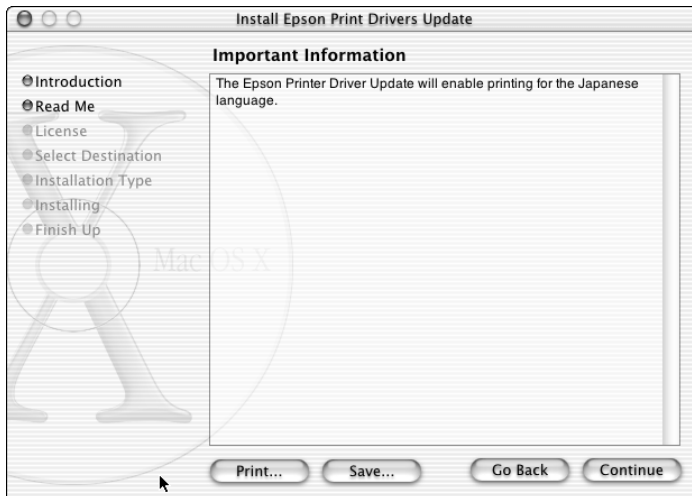 Install Epson Print Drivers Update
Important Information
Introduction
Read Me
License
Select Destination
Installation Type
Installing
Finish Up
The Epson Printer Driver Update will enable printing for the Japanese
language.
Mac OS X
Print...
Save...
Go Back
Continue